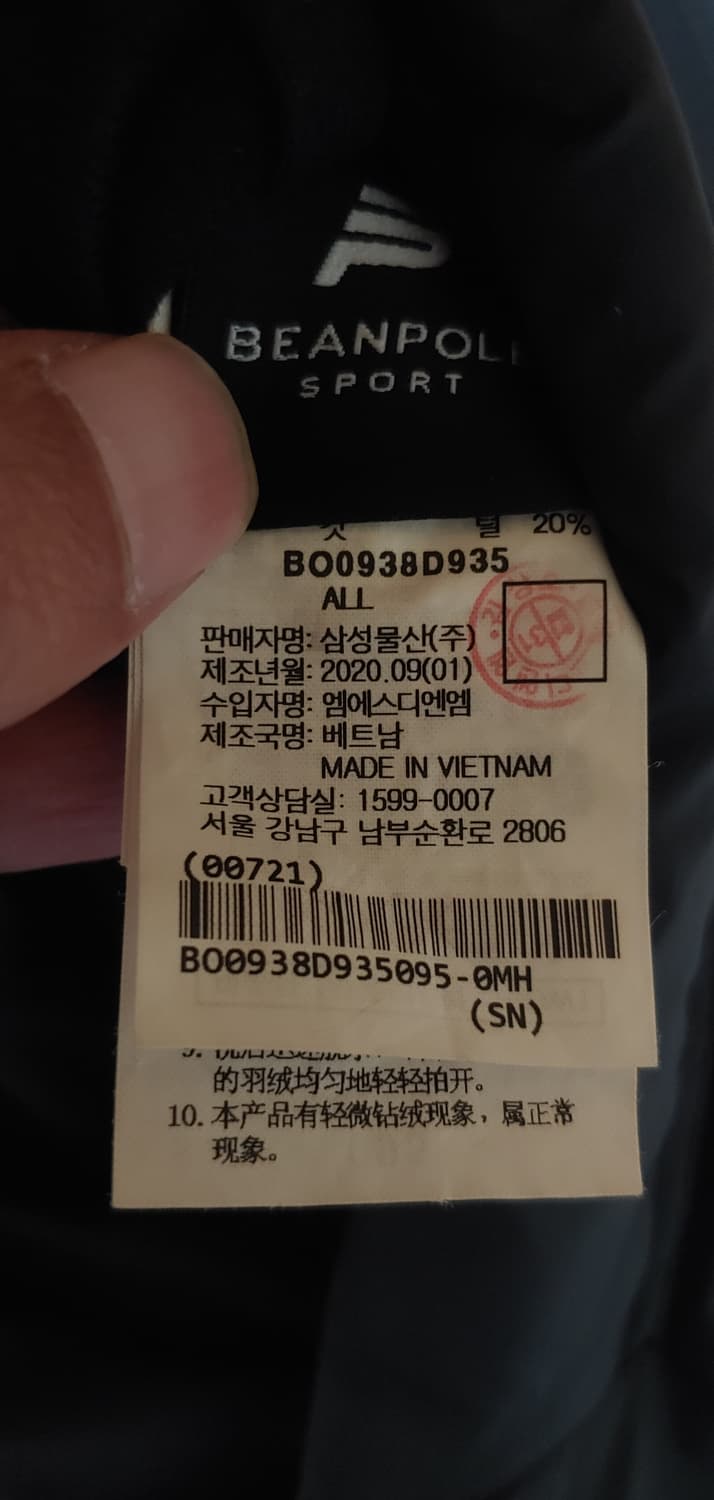 BEANPOL
SPORT
깃 털 20%
BO0938D935
ALL
판매자명: 삼성물산(주)
제조년월: 2020.09(01)
수입자명: 엠에스디엔엠
제조국명: 베트남
MADE IN VIETNAM
고객상담실: 1599-0007
서울 강남구 남부순환로 2806
(00721)
BO0938D935095-0MH
(SN)
的羽绒均匀地轻轻拍开。
10. 本产品有轻微钻绒现象，属正常
现象。